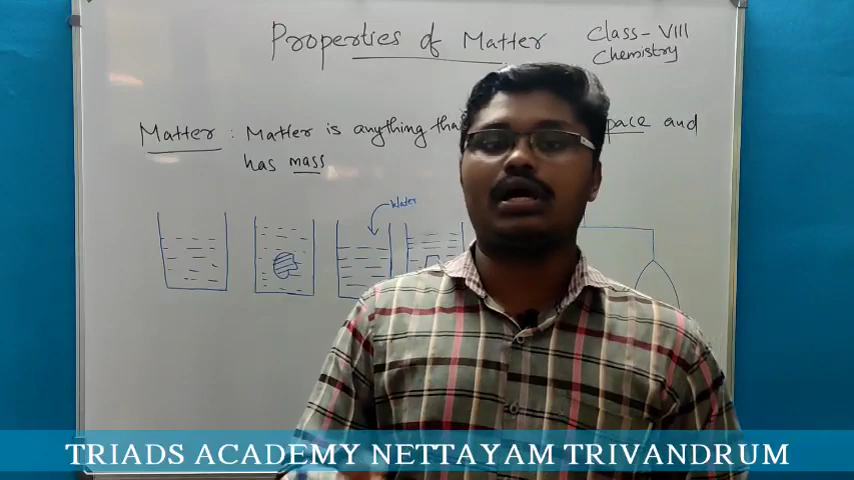 Properties of Matter
Class - VIII
Chemistry
Matter : Matter is anything tha pace and
has mass
Water
TRIADS ACADEMY NETTAYAM TRIVANDRUM